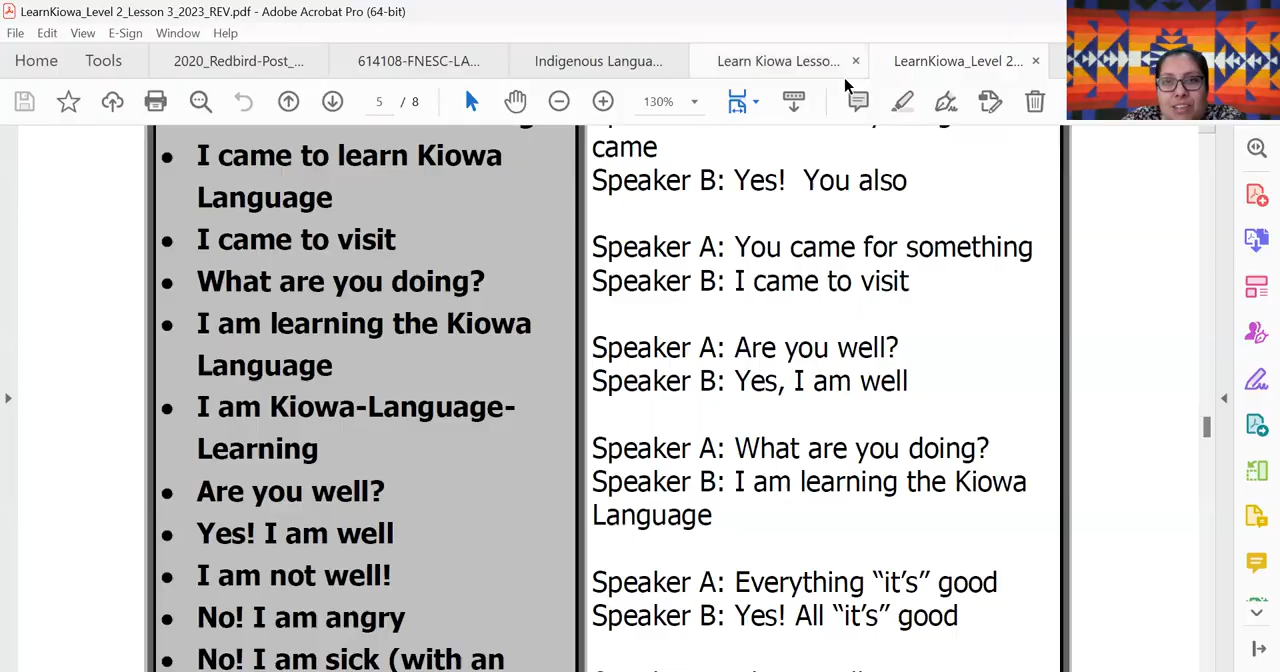 LearnKiowa_Level 2_Lesson 3_2023_REV.pdf - Adobe Acrobat Pro (64-bit)
File Edit View E-Sign Window Help
Home Tools 2020_Redbird-Post_... 614108-FNESC-LA... Indigenous Langua... Learn Kiowa Lesso... × LearnKiowa_Level 2... ×
5 / 8 130%
I came to learn Kiowa
Language
I came to visit
What are you doing?
I am learning the Kiowa
Language
I am Kiowa-Language-
Learning
Are you well?
Yes! I am well
I am not well!
No! I am angry
No! I am sick (with an
came
Speaker B: Yes! You also
Speaker A: You came for something
Speaker B: I came to visit
Speaker A: Are you well?
Speaker B: Yes, I am well
Speaker A: What are you doing?
Speaker B: I am learning the Kiowa
Language
Speaker A: Everything “it’s” good
Speaker B: Yes! All “it’s” good